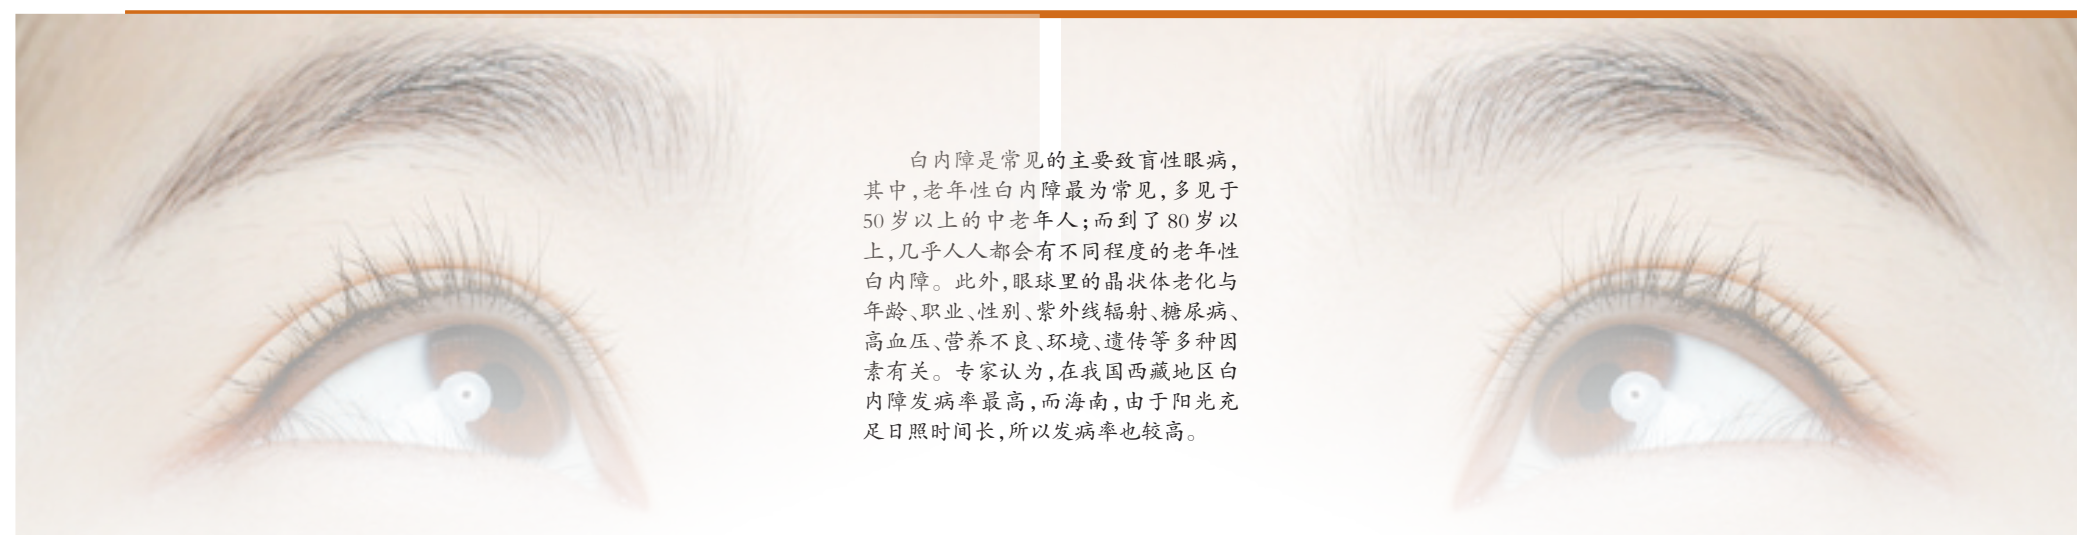 白内障是常见的主要致盲性眼病，
其中，老年性白内障最为常见，多见于
50岁以上的中老年人；而到了80岁以
上，几乎人人都会有不同程度的老年性
白内障。此外，眼球里的晶状体老化与
年龄、职业、性别、紫外线辐射、糖尿病、
高血压、营养不良、环境、遗传等多种因
素有关。专家认为，在我国西藏地区白
内障发病率最高，而海南，由于阳光充
足日照时间长，所以发病率也较高。